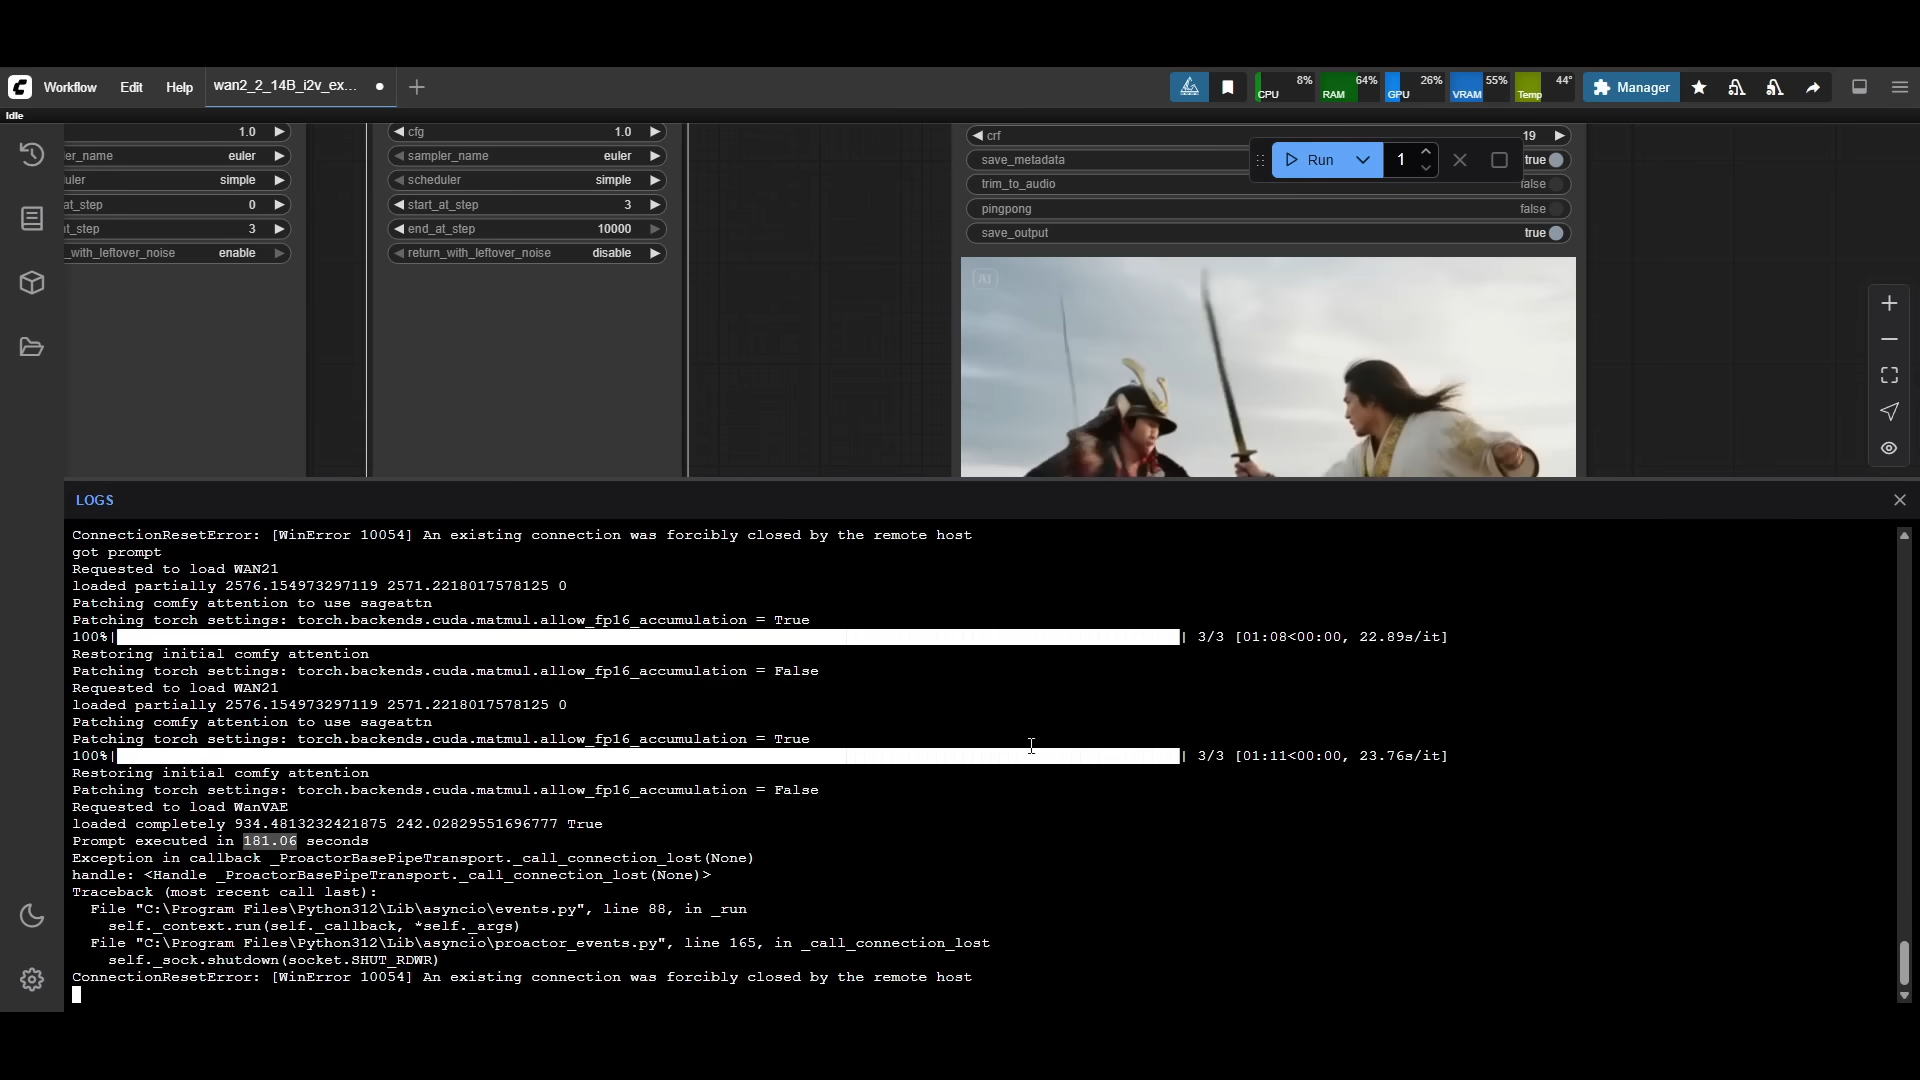 Workflow
Edit
Help
wan2_2_14B_i2v_ex...
CPU 8%
RAM 64%
GPU 26%
VRAM 55%
Temp 44°
Manager
Idle
1.0
er_name euler
uler simple
at_step 0
at_step 3
_with_leftover_noise enable
cfg 1.0
sampler_name euler
scheduler simple
start_at_step 3
end_at_step 10000
return_with_leftover_noise disable
crf 19
save_metadata true
trim_to_audio false
pingpong false
save_output true
Run
1
AI
LOGS
ConnectionResetError: [WinError 10054] An existing connection was forcibly closed by the remote host
got prompt
Requested to load WAN21
loaded partially 2576.154973297119 2571.2218017578125 0
Patching comfy attention to use sageattn
Patching torch settings: torch.backends.cuda.matmul.allow_fp16_accumulation = True
100%| | 3/3 [01:08<00:00, 22.89s/it]
Restoring initial comfy attention
Patching torch settings: torch.backends.cuda.matmul.allow_fp16_accumulation = False
Requested to load WAN21
loaded partially 2576.154973297119 2571.2218017578125 0
Patching comfy attention to use sageattn
Patching torch settings: torch.backends.cuda.matmul.allow_fp16_accumulation = True
100%| | 3/3 [01:11<00:00, 23.76s/it]
Restoring initial comfy attention
Patching torch settings: torch.backends.cuda.matmul.allow_fp16_accumulation = False
Requested to load WanVAE
loaded completely 934.4813232421875 242.02829551696777 True
Prompt executed in 181.06 seconds
Exception in callback _ProactorBasePipeTransport._call_connection_lost(None)
handle: <Handle _ProactorBasePipeTransport._call_connection_lost(None)>
Traceback (most recent call last):
File "C:\Program Files\Python312\Lib\asyncio\events.py", line 88, in _run
self._context.run(self._callback, *self._args)
File "C:\Program Files\Python312\Lib\asyncio\proactor_events.py", line 165, in _call_connection_lost
self._sock.shutdown(socket.SHUT_RDWR)
ConnectionResetError: [WinError 10054] An existing connection was forcibly closed by the remote host